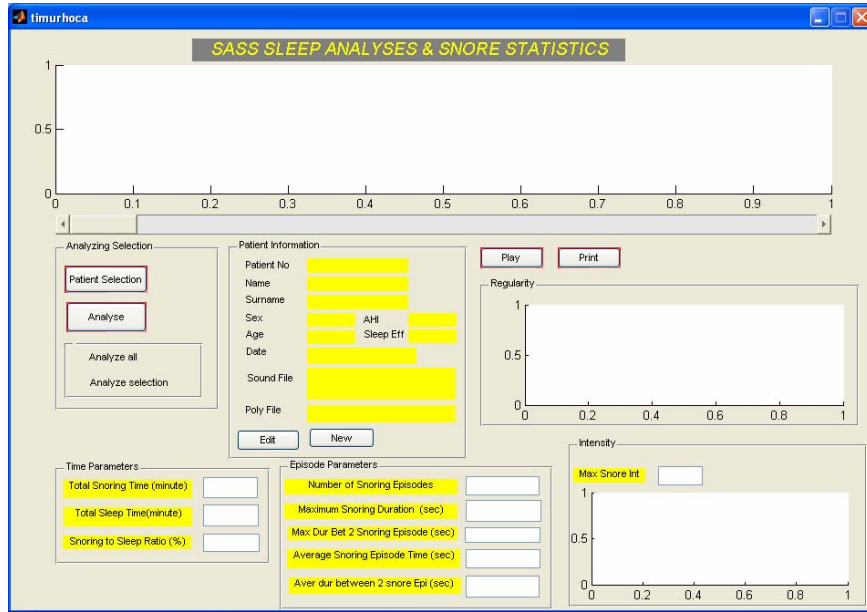 timurhoca
SASS SLEEP ANALYSES & SNORE STATISTICS
1
0.5
0
0 0.1 0.2 0.3 0.4 0.5 0.6 0.7 0.8 0.9 1
Analyzing Selection
Patient Selection
Analyse
Analyze all
Analyze selection
Patient Information
Patient No
Name
Surname
Sex AHI
Age Sleep Eff
Date
Sound File
Poly File
Edit New
Play Print
Regularity
1
0.5
0
0 0.2 0.4 0.6 0.8 1
Time Parameters
Total Snoring Time (minute)
Total Sleep Time(minute)
Snoring to Sleep Ratio (%)
Episode Parameters
Number of Snoring Episodes
Maximum Snoring Duration (sec)
Max Dur Bet 2 Snoring Episode (sec)
Average Snoring Episode Time (sec)
Aver dur between 2 snore Epi (sec)
Intensity
Max Snore Int
1
0.5
0
0 0.2 0.4 0.6 0.8 1